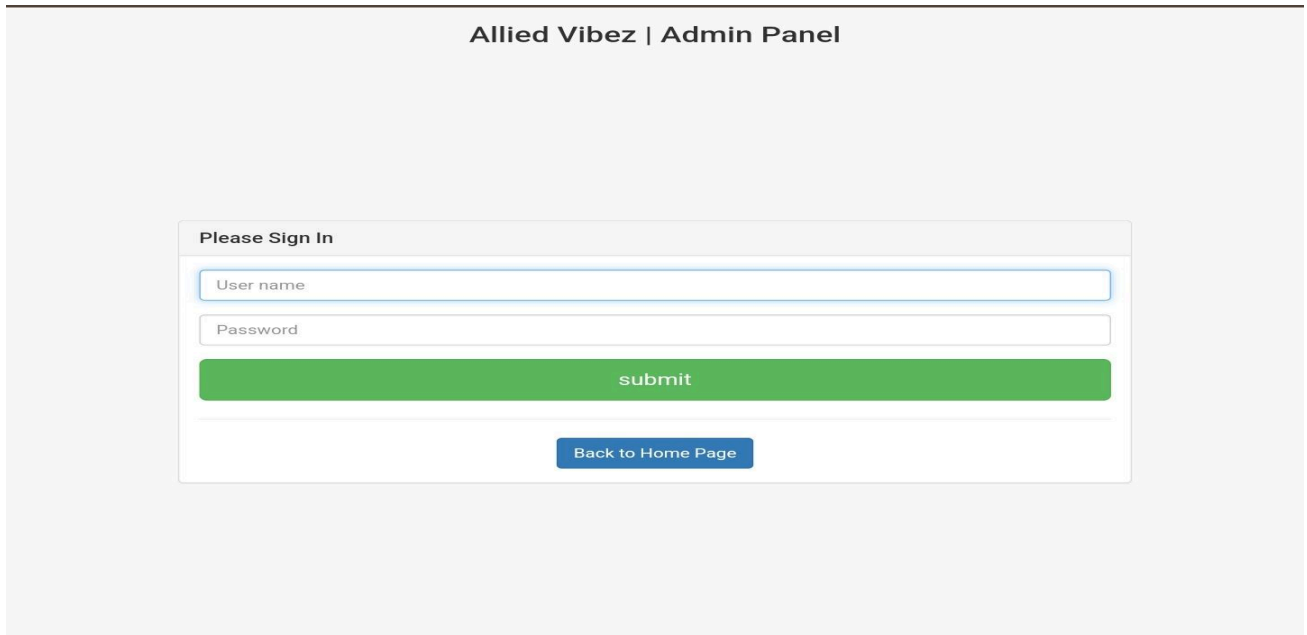 Allied Vibez | Admin Panel
Please Sign In
User name
Password
submit
Back to Home Page